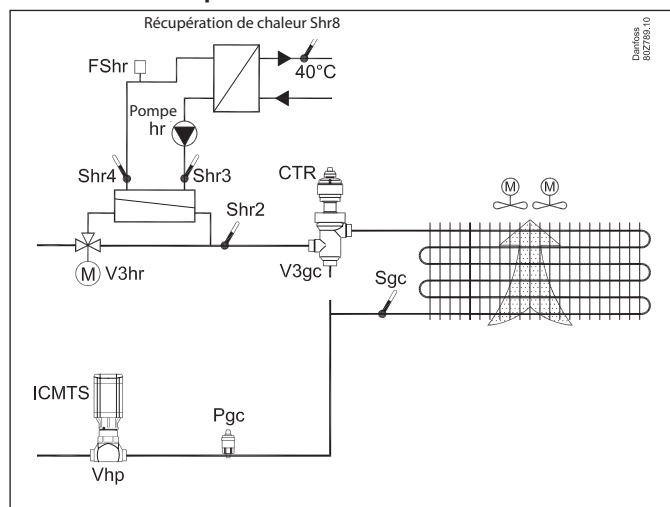 Récupération de chaleur Shr8
Danfoss
80Z789.10
FShr
40°C
Pompe
hr
Shr4
Shr3
CTR
M
M
Shr2
V3gc
Sgc
M
V3hr
ICMTS
Pgc
Vhp